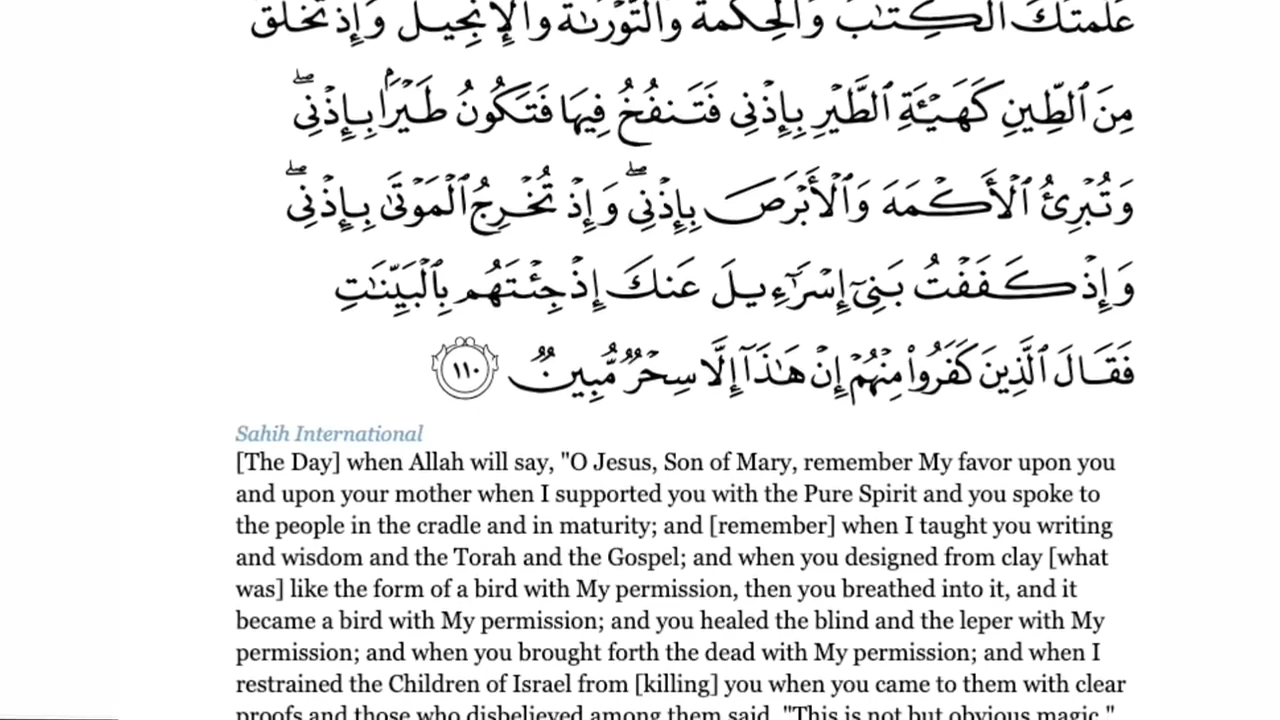 عَلَّمْتُكَ ٱلْكِتَٰبَ وَٱلْحِكْمَةَ وَٱلتَّوْرَىٰةَ وَٱلْإِنجِيلَ وَإِذْ تَخْلُقُ
مِنَ ٱلطِّينِ كَهَيْـَٔةِ ٱلطَّيْرِ بِإِذْنِى فَتَنفُخُ فِيهَا فَتَكُونُ طَيْرًۢا بِإِذْنِىۖ
وَتُبْرِئُ ٱلْأَكْمَهَ وَٱلْأَبْرَصَ بِإِذْنِىۖ وَإِذْ تُخْرِجُ ٱلْمَوْتَىٰ بِإِذْنِىۖ
وَإِذْ كَفَفْتُ بَنِىٓ إِسْرَٰٓءِيلَ عَنكَ إِذْ جِئْتَهُم بِٱلْبَيِّنَٰتِ
فَقَالَ ٱلَّذِينَ كَفَرُوا۟ مِنْهُمْ إِنْ هَٰذَآ إِلَّا سِحْرٌ مُّبِينٌ ١١٠
Sahih International
[The Day] when Allah will say, "O Jesus, Son of Mary, remember My favor upon you
and upon your mother when I supported you with the Pure Spirit and you spoke to
the people in the cradle and in maturity; and [remember] when I taught you writing
and wisdom and the Torah and the Gospel; and when you designed from clay [what
was] like the form of a bird with My permission, then you breathed into it, and it
became a bird with My permission; and you healed the blind and the leper with My
permission; and when you brought forth the dead with My permission; and when I
restrained the Children of Israel from [killing] you when you came to them with clear
proofs and those who disbelieved among them said, "This is not but obvious magic."